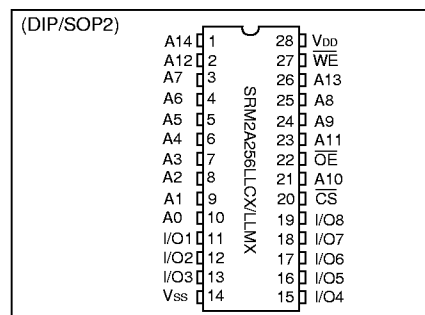 (DIP/SOP2)
A14 1 28 VDD
A12 2 27 W̅E̅
A7 3 26 A13
A6 4 25 A8
A5 5 24 A9
A4 6 23 A11
A3 7 22 O̅E̅
A2 8 21 A10
A1 9 20 C̅S̅
A0 10 19 I/O8
I/O1 11 18 I/O7
I/O2 12 17 I/O6
I/O3 13 16 I/O5
VSS 14 15 I/O4
SRM2A256LLCX/LLMX